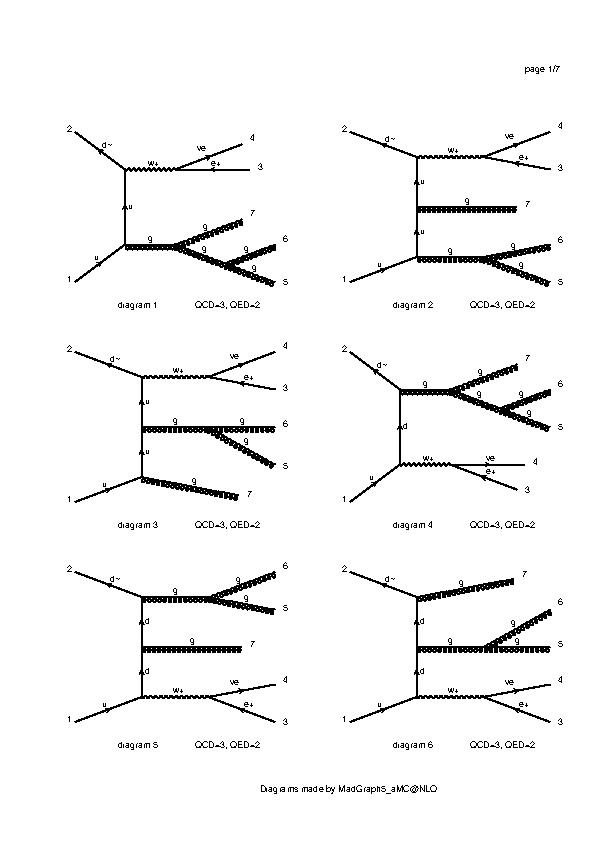 page 1/7
2
d~
w+
ve
4
e+
3
u
g
g
7
g
6
g
g
5
u
1
diagram 1 QCD=3, QED=2
2
d~
w+
ve
4
e+
3
u
g
7
u
g
g
6
g
5
u
1
diagram 2 QCD=3, QED=2
2
d~
w+
ve
4
e+
3
u
g
g
6
g
5
u
g
7
u
1
diagram 3 QCD=3, QED=2
2
d~
g
g
7
g
g
6
g
5
d
w+
ve
4
e+
3
u
1
diagram 4 QCD=3, QED=2
2
d~
g
g
6
g
5
d
g
7
d
w+
ve
4
e+
3
u
1
diagram 5 QCD=3, QED=2
2
d~
g
7
d
g
g
6
g
5
d
w+
ve
4
e+
3
u
1
diagram 6 QCD=3, QED=2
Diagrams made by MadGraph5_aMC@NLO